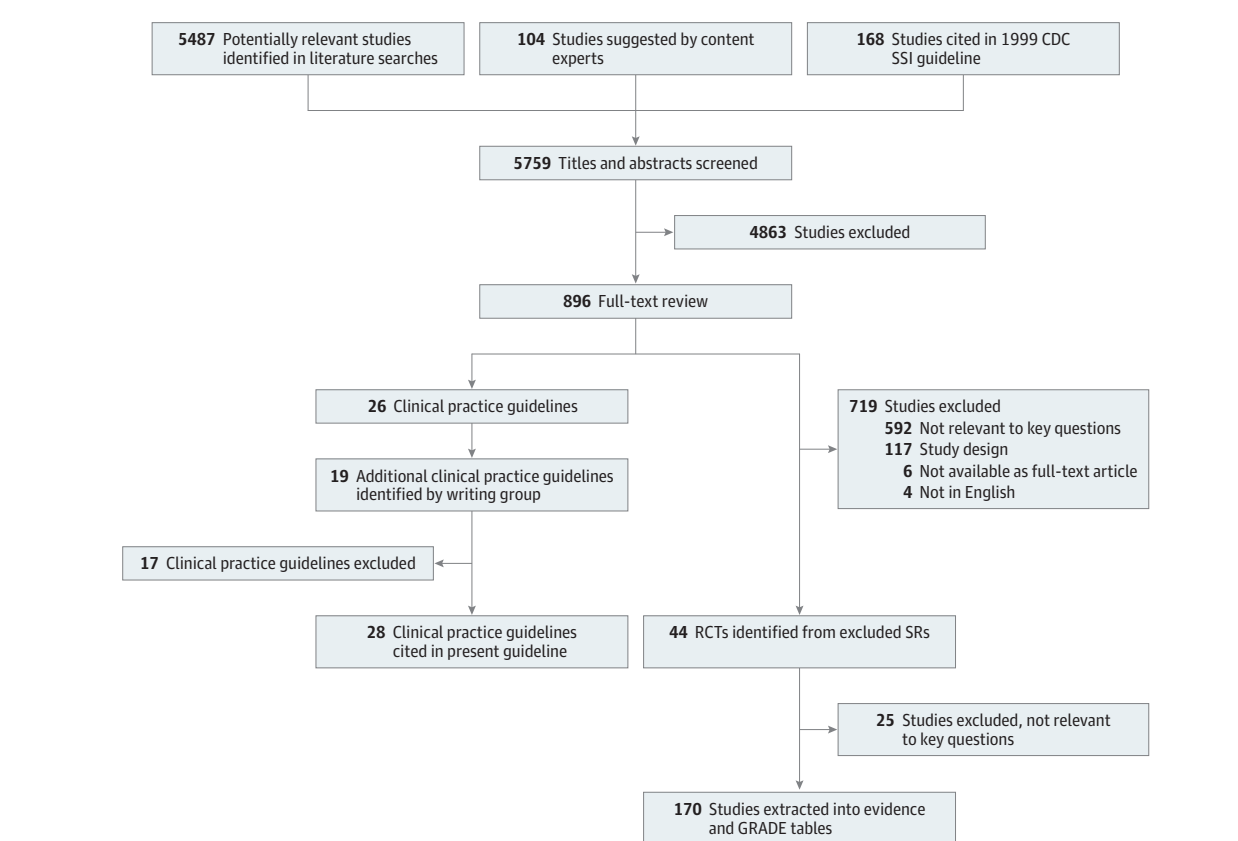 5487 Potentially relevant studies
identified in literature searches
104 Studies suggested by content
experts
168 Studies cited in 1999 CDC
SSI guideline
5759 Titles and abstracts screened
4863 Studies excluded
896 Full-text review
26 Clinical practice guidelines
719 Studies excluded
592 Not relevant to key questions
117 Study design
6 Not available as full-text article
4 Not in English
19 Additional clinical practice guidelines
identified by writing group
17 Clinical practice guidelines excluded
28 Clinical practice guidelines
cited in present guideline
44 RCTs identified from excluded SRs
25 Studies excluded, not relevant
to key questions
170 Studies extracted into evidence
and GRADE tables